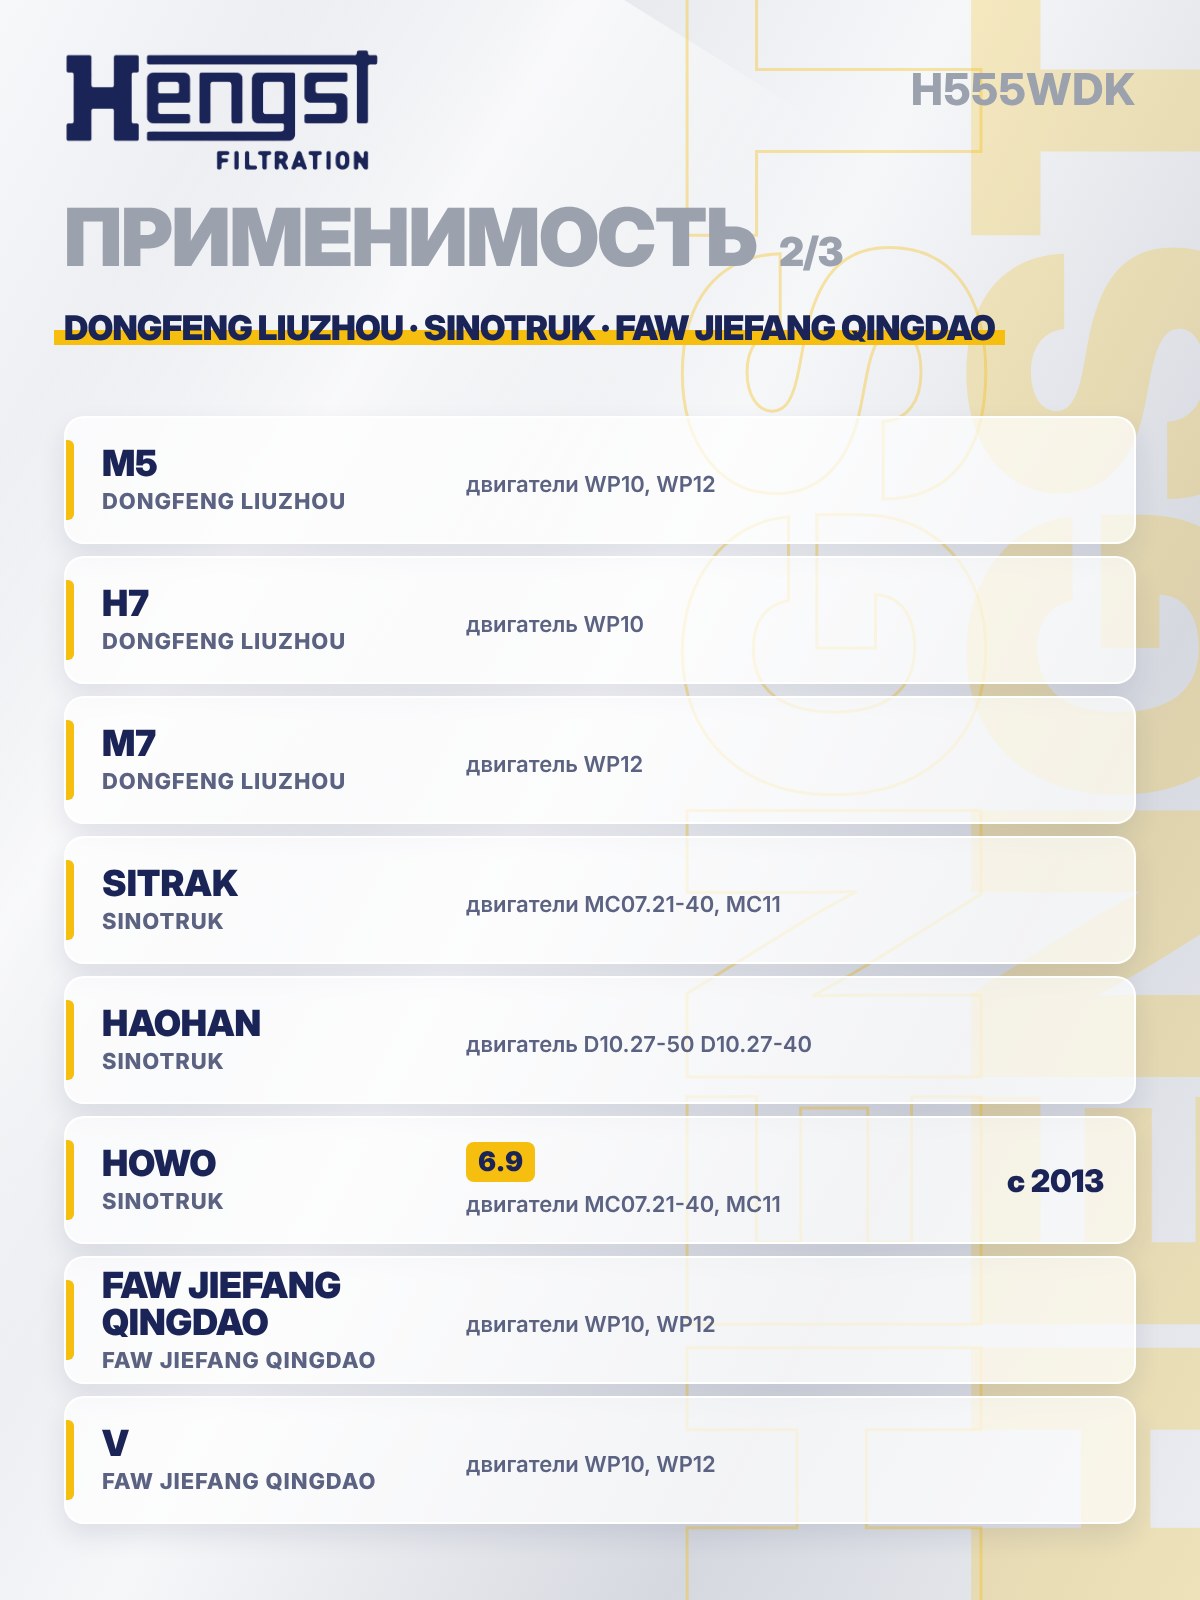 Hengst
FILTRATION
H555WDK
ПРИМЕНИМОСТЬ 2/3
DONGFENG LIUZHOU · SINOTRUK · FAW JIEFANG QINGDAO
M5
DONGFENG LIUZHOU
двигатели WP10, WP12
H7
DONGFENG LIUZHOU
двигатель WP10
M7
DONGFENG LIUZHOU
двигатель WP12
SITRAK
SINOTRUK
двигатели MC07.21-40, MC11
HAOHAN
SINOTRUK
двигатель D10.27-50 D10.27-40
HOWO
SINOTRUK
6.9
двигатели MC07.21-40, MC11
с 2013
FAW JIEFANG
QINGDAO
FAW JIEFANG QINGDAO
двигатели WP10, WP12
V
FAW JIEFANG QINGDAO
двигатели WP10, WP12
HENGST
HENGST